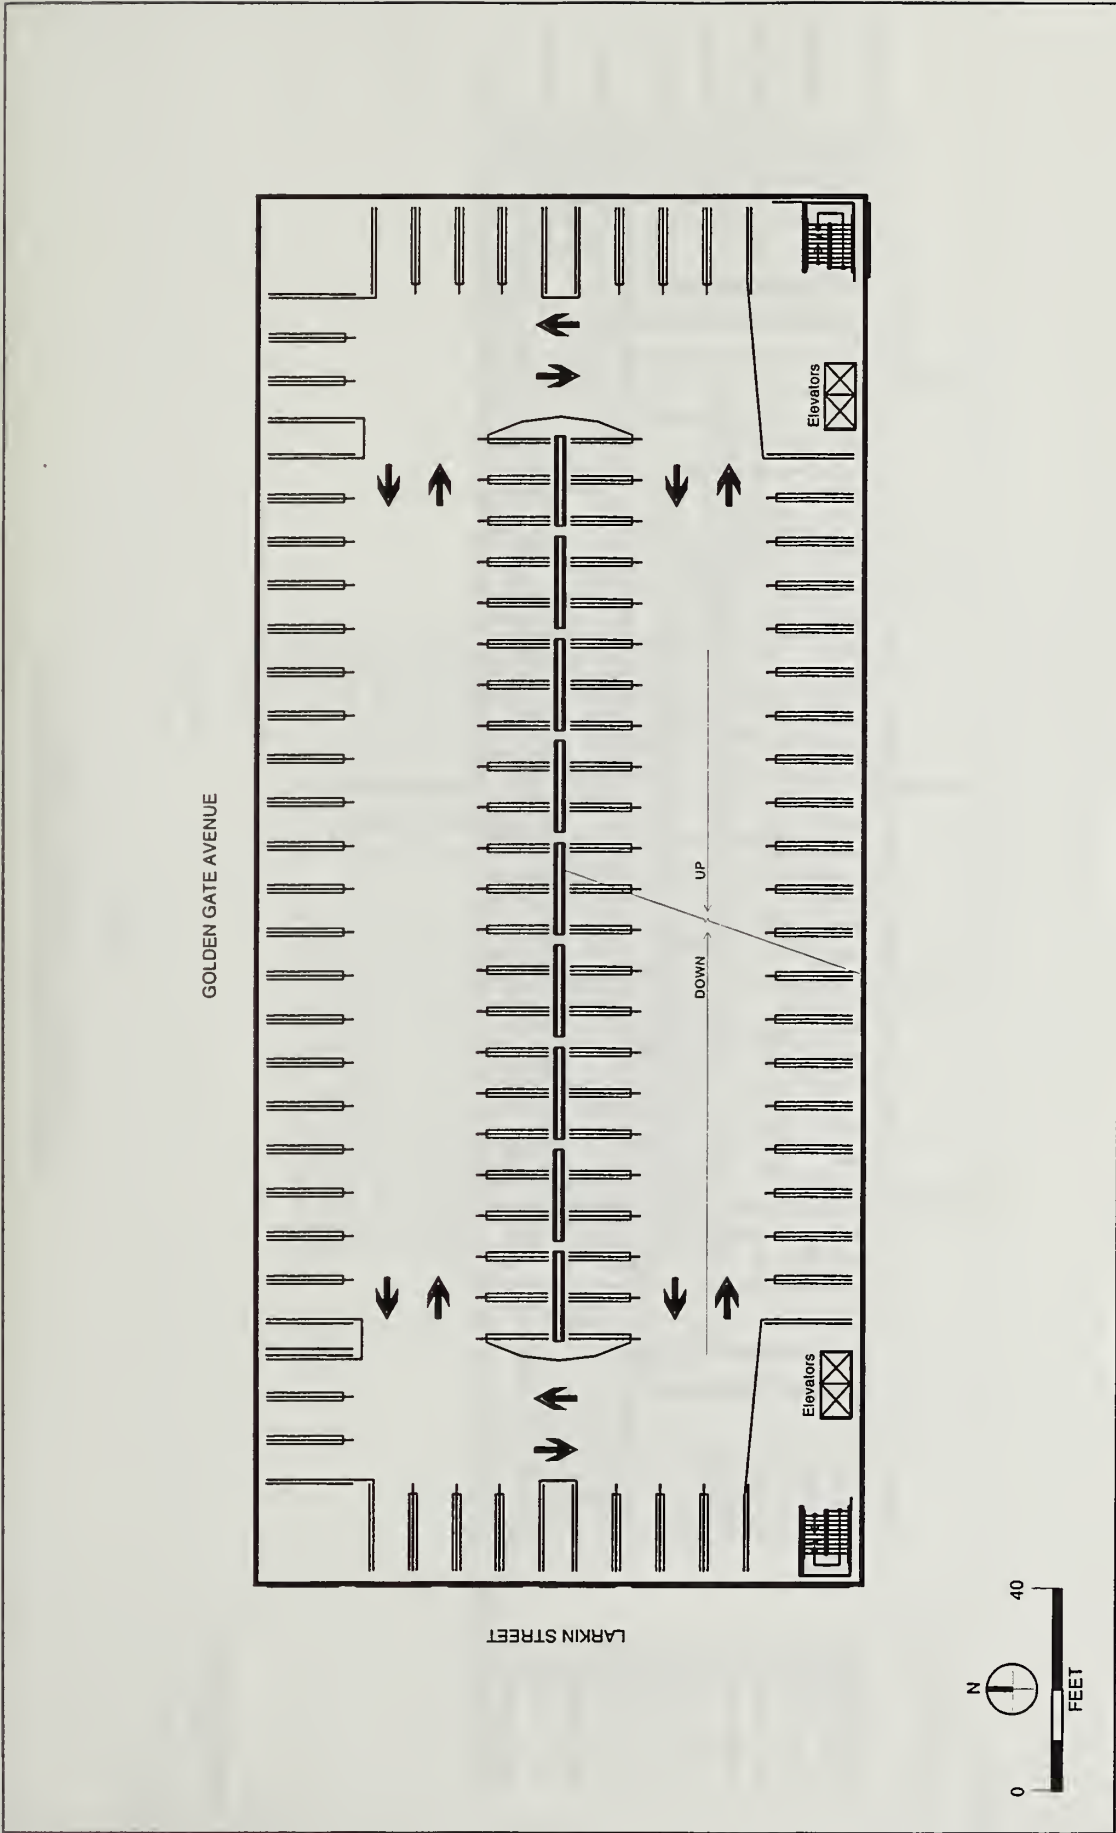 GOLDEN GATE AVENUE
LARKIN STREET
Elevators
Elevators
DOWN
UP
N
0
40
FEET